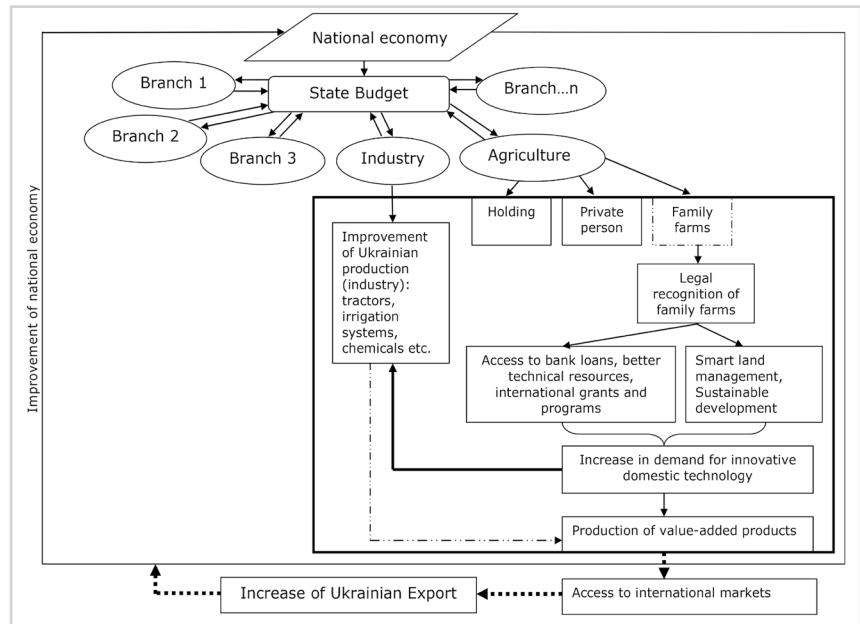 National economy
Branch 1
State Budget
Branch...n
Branch 2
Branch 3
Industry
Agriculture
Improvement of national economy
Holding
Private
person
Family
farms
Improvement
of Ukrainian
production
(industry):
tractors,
irrigation
systems,
chemicals etc.
Legal
recognition of
family farms
Access to bank loans, better
technical resources,
international grants and
programs
Smart land
management,
Sustainable
development
Increase in demand for innovative
domestic technology
Production of value-added products
Increase of Ukrainian Export
Access to international markets